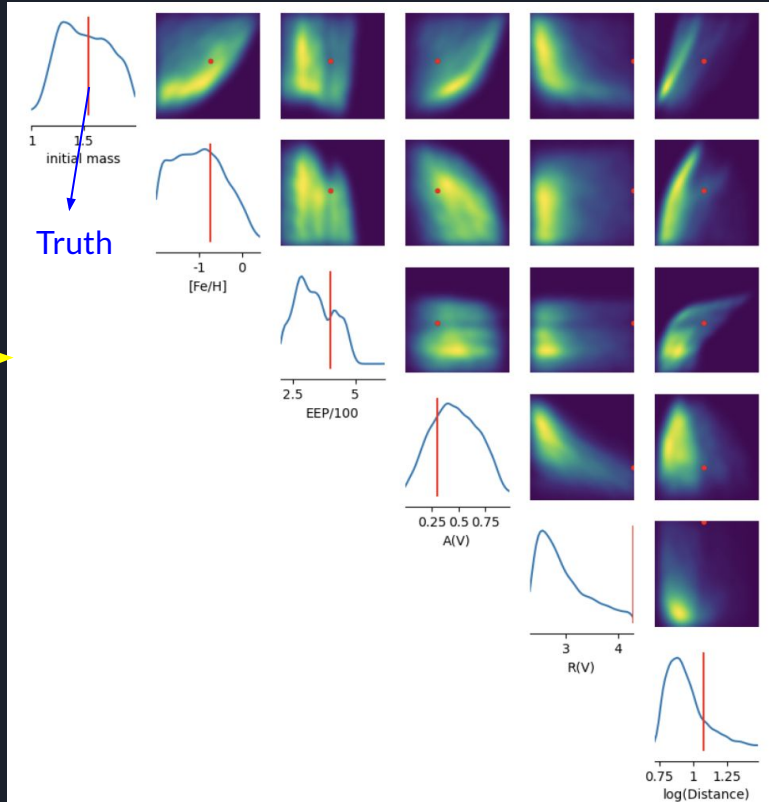 1
1.5
initial mass
Truth
-1
0
[Fe/H]
2.5
5
EEP/100
0.25 0.5 0.75
A(V)
3
4
R(V)
0.75
1
1.25
log(Distance)